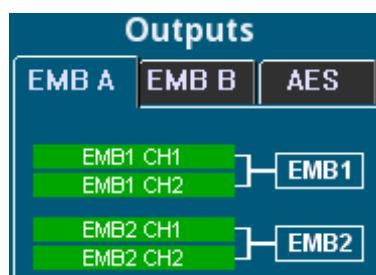 Outputs
EMB A EMB B AES
EMB1 CH1
EMB1 CH2
EMB1
EMB2 CH1
EMB2 CH2
EMB2